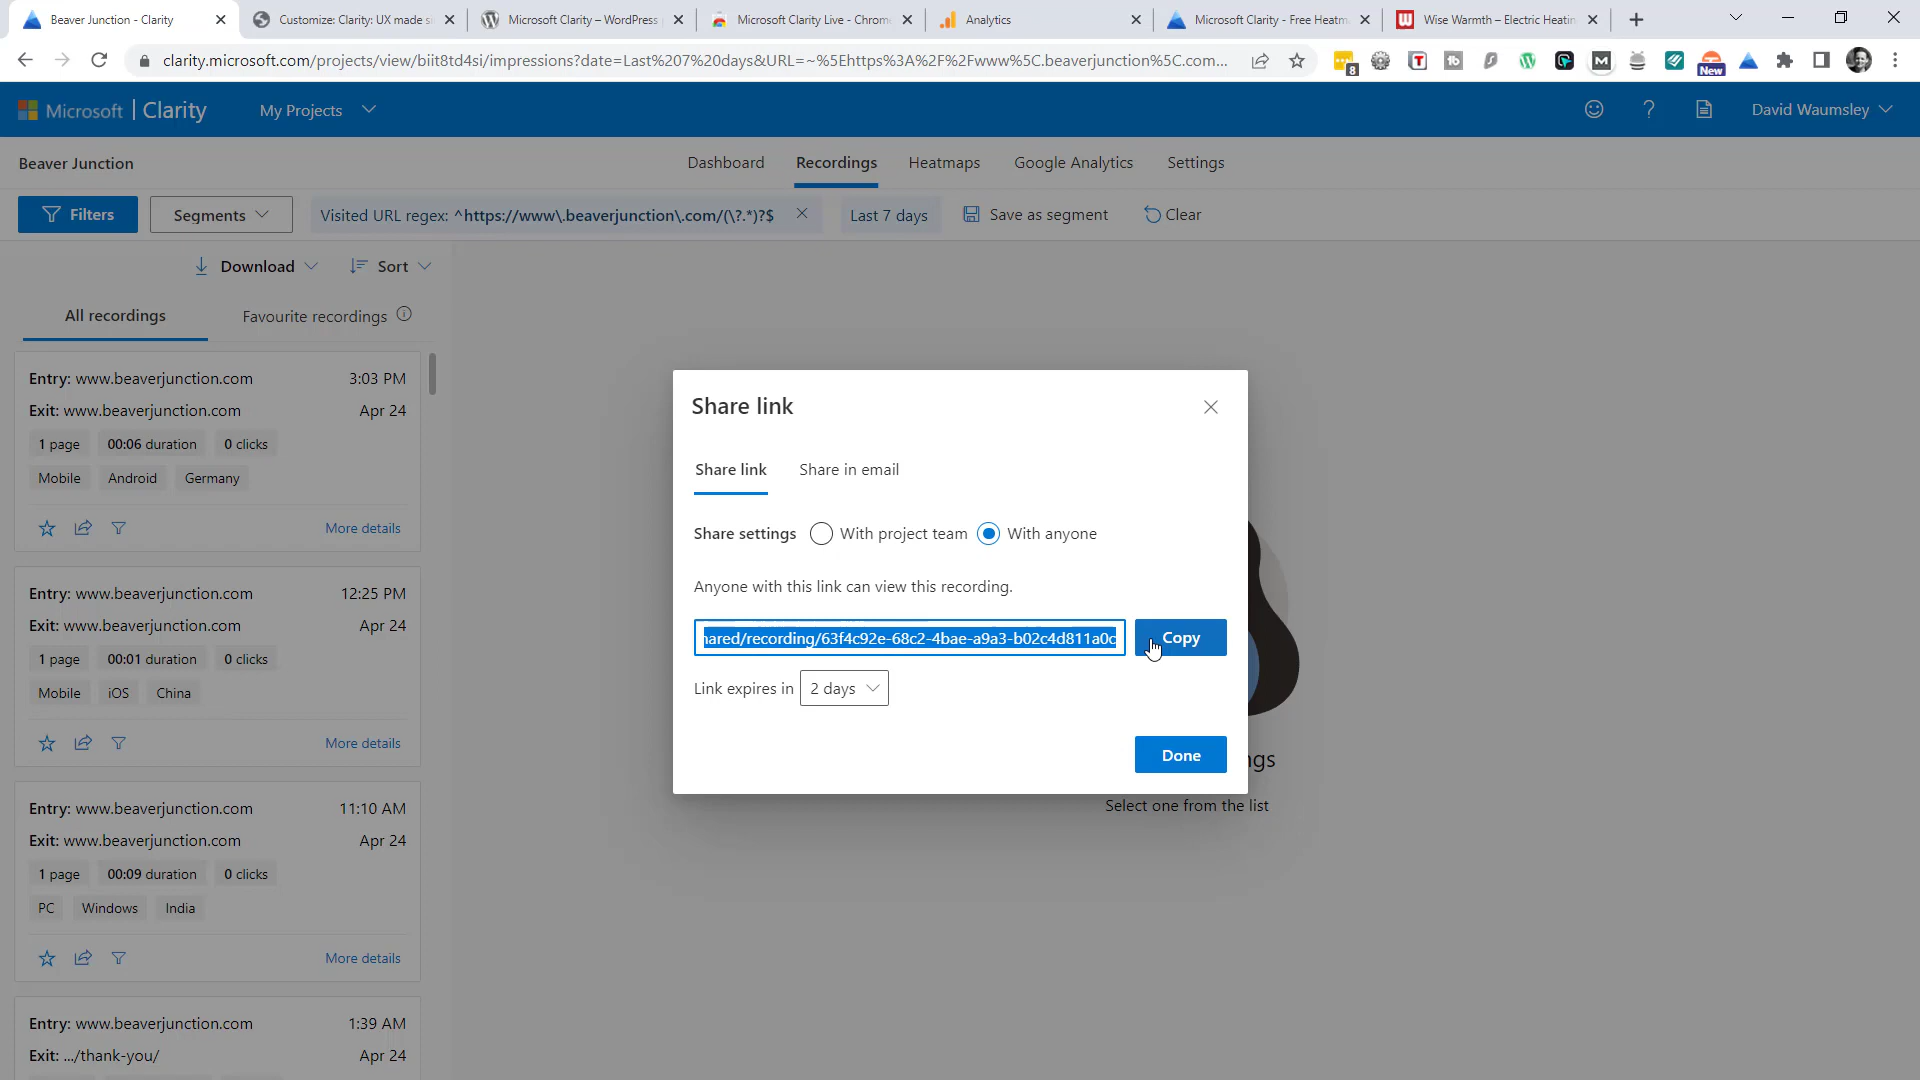 Beaver Junction - Clarity
Customize: Clarity: UX made si
Microsoft Clarity – WordPress
Microsoft Clarity Live - Chrom
Analytics
Microsoft Clarity - Free Heatm
Wise Warmth – Electric Heatin
clarity.microsoft.com/projects/view/biit8td4si/impressions?date=Last%207%20days&URL=~%5Ehttps%3A%2F%2Fwww%5C.beaverjunction%5C.com...
8
New
Microsoft | Clarity
My Projects
David Waumsley
Beaver Junction
Dashboard
Recordings
Heatmaps
Google Analytics
Settings
Filters
Segments
Visited URL regex: ^https://www\.beaverjunction\.com/(\?.*)?$
Last 7 days
Save as segment
Clear
Download
Sort
All recordings
Favourite recordings
Entry: www.beaverjunction.com 3:03 PM
Exit: www.beaverjunction.com Apr 24
1 page 00:06 duration 0 clicks
Mobile Android Germany
More details
Entry: www.beaverjunction.com 12:25 PM
Exit: www.beaverjunction.com Apr 24
1 page 00:01 duration 0 clicks
Mobile iOS China
More details
Entry: www.beaverjunction.com 11:10 AM
Exit: www.beaverjunction.com Apr 24
1 page 00:09 duration 0 clicks
PC Windows India
More details
Entry: www.beaverjunction.com 1:39 AM
Exit: .../thank-you/ Apr 24
Share link
Share link Share in email
Share settings With project team With anyone
Anyone with this link can view this recording.
hared/recording/63f4c92e-68c2-4bae-a9a3-b02c4d811a0c
Copy
Link expires in 2 days
Done
ngs
Select one from the list